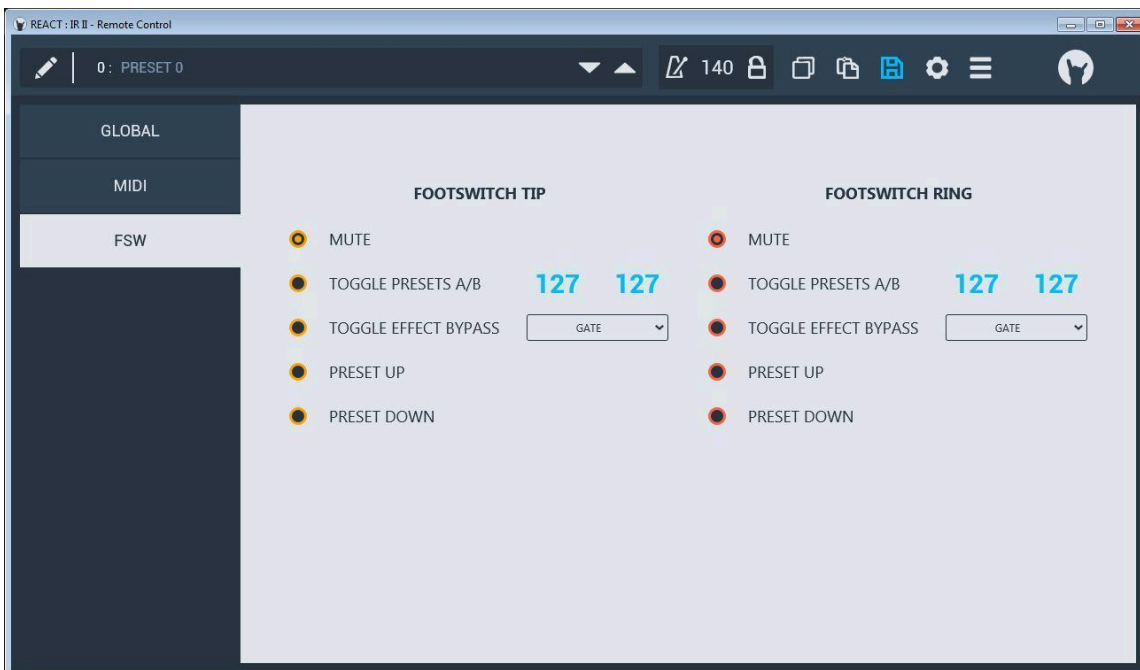 REACT : IR II - Remote Control
0 : PRESET 0
140
GLOBAL
MIDI
FSW
FOOTSWITCH TIP
MUTE
TOGGLE PRESETS A/B 127 127
TOGGLE EFFECT BYPASS GATE
PRESET UP
PRESET DOWN
FOOTSWITCH RING
MUTE
TOGGLE PRESETS A/B 127 127
TOGGLE EFFECT BYPASS GATE
PRESET UP
PRESET DOWN